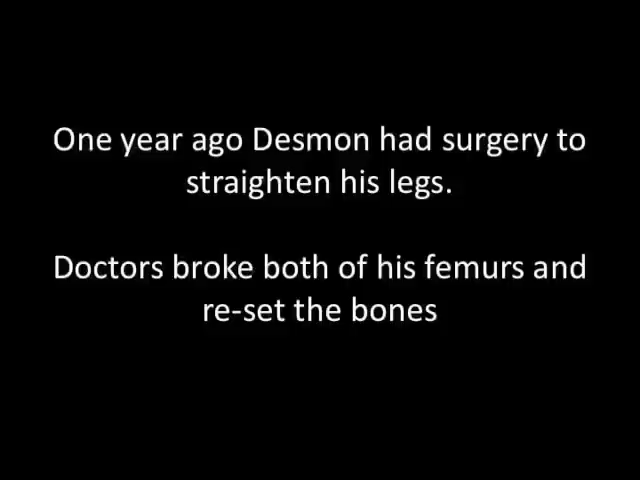 One year ago Desmon had surgery to
straighten his legs.
Doctors broke both of his femurs and
re-set the bones